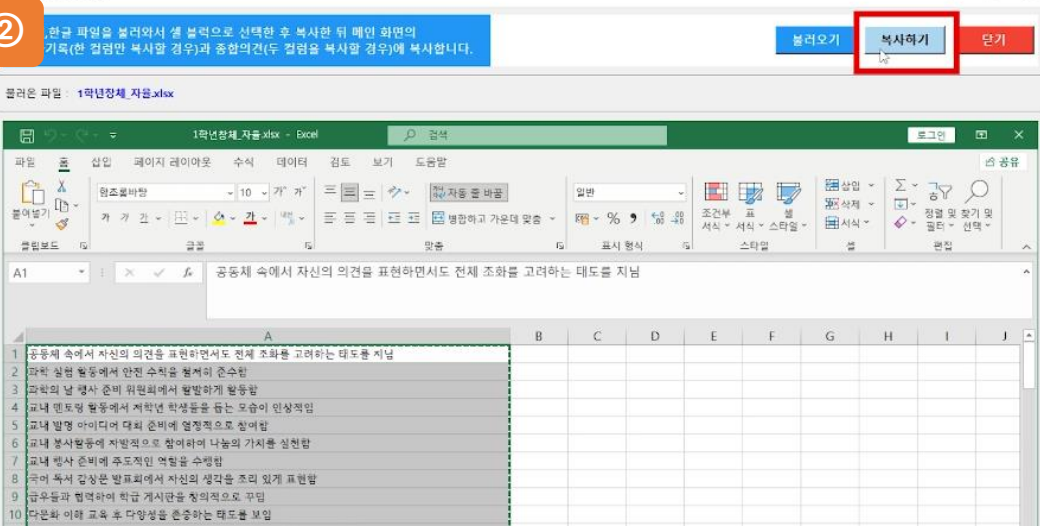 ②
,한글 파일을 불러와서 셀 블럭으로 선택한 후 복사한 뒤 메인 화면의
기록(한 컬럼만 복사할 경우)과 종합의견(두 컬럼을 복사할 경우)에 복사합니다.
불러오기 복사하기 닫기
불러온 파일 : 1학년창체_자율.xlsx
1학년창체_자율.xlsx - Excel 검색 로그인
파일 홈 삽입 페이지 레이아웃 수식 데이터 검토 보기 도움말 공유
붙여넣기 함초롬바탕 10 가 가 자동 줄 바꿈 일반 조건부 서식 표 서식 셀 스타일 삽입 삭제 서식 정렬 및 필터 찾기 및 선택
가 가 간 가 병합하고 가운데 맞춤 % 9
클립보드 글꼴 맞춤 표시 형식 스타일 셀 편집
A1 fx 공동체 속에서 자신의 의견을 표현하면서도 전체 조화를 고려하는 태도를 지님
A B C D E F G H I J
1 공동체 속에서 자신의 의견을 표현하면서도 전체 조화를 고려하는 태도를 지님
2 과학 실험 활동에서 안전 수칙을 철저히 준수함
3 과학의 날 행사 준비 위원회에서 활발하게 활동함
4 교내 멘토링 활동에서 저학년 학생들을 돕는 모습이 인상적임
5 교내 발명 아이디어 대회 준비에 열정적으로 참여함
6 교내 봉사활동에 자발적으로 참여하여 나눔의 가치를 실천함
7 교내 행사 준비에 주도적인 역할을 수행함
8 국어 독서 감상문 발표회에서 자신의 생각을 조리 있게 표현함
9 급우들과 협력하여 학급 게시판을 창의적으로 꾸밈
10 다문화 이해 교육 후 다양성을 존중하는 태도를 보임